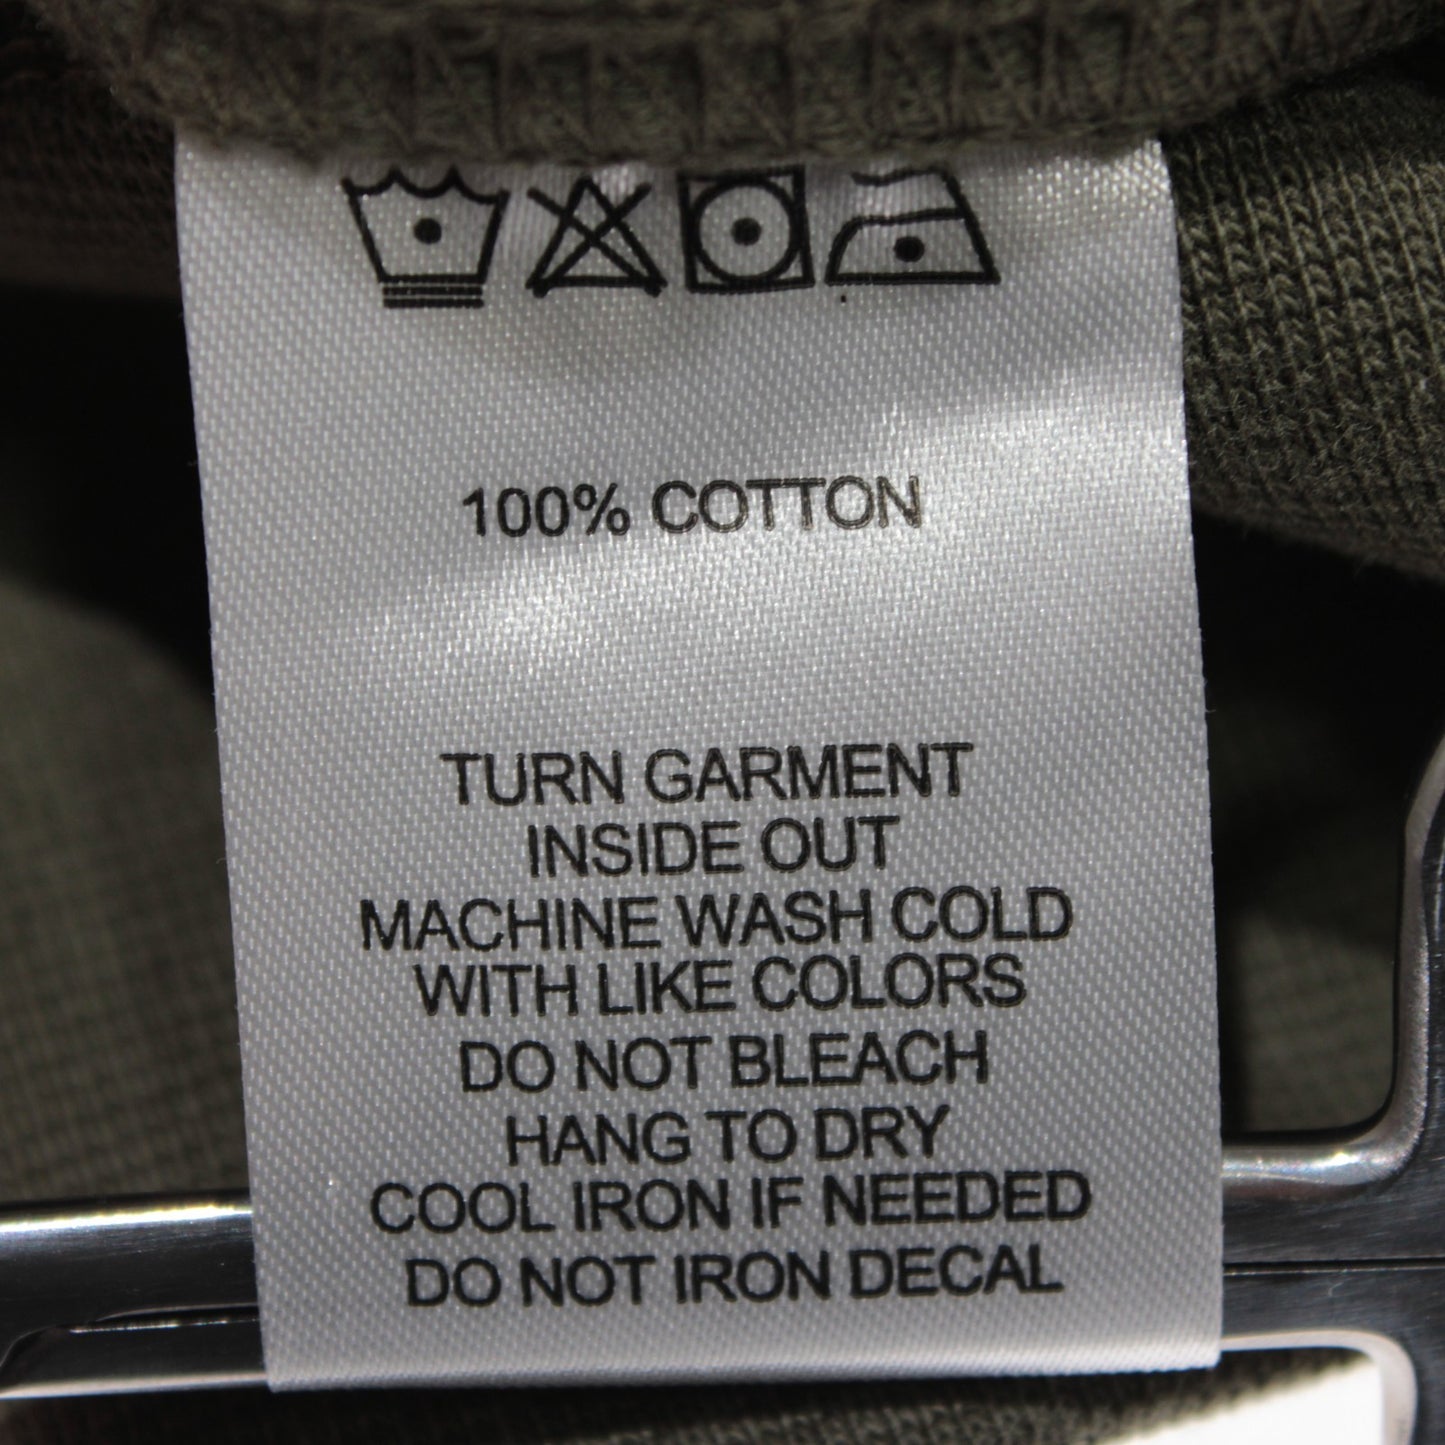 100% COTTON
TURN GARMENT
INSIDE OUT
MACHINE WASH COLD
WITH LIKE COLORS
DO NOT BLEACH
HANG TO DRY
COOL IRON IF NEEDED
DO NOT IRON DECAL